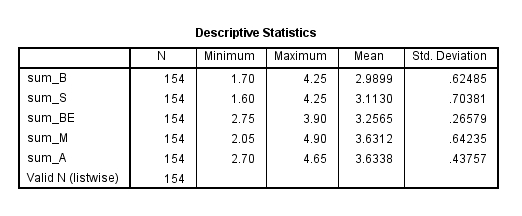 Descriptive Statistics
N Minimum Maximum Mean Std. Deviation
sum_B 154 1.70 4.25 2.9899 .62485
sum_S 154 1.60 4.25 3.1130 .70381
sum_BE 154 2.75 3.90 3.2565 .26579
sum_M 154 2.05 4.90 3.6312 .64235
sum_A 154 2.70 4.65 3.6338 .43757
Valid N (listwise) 154